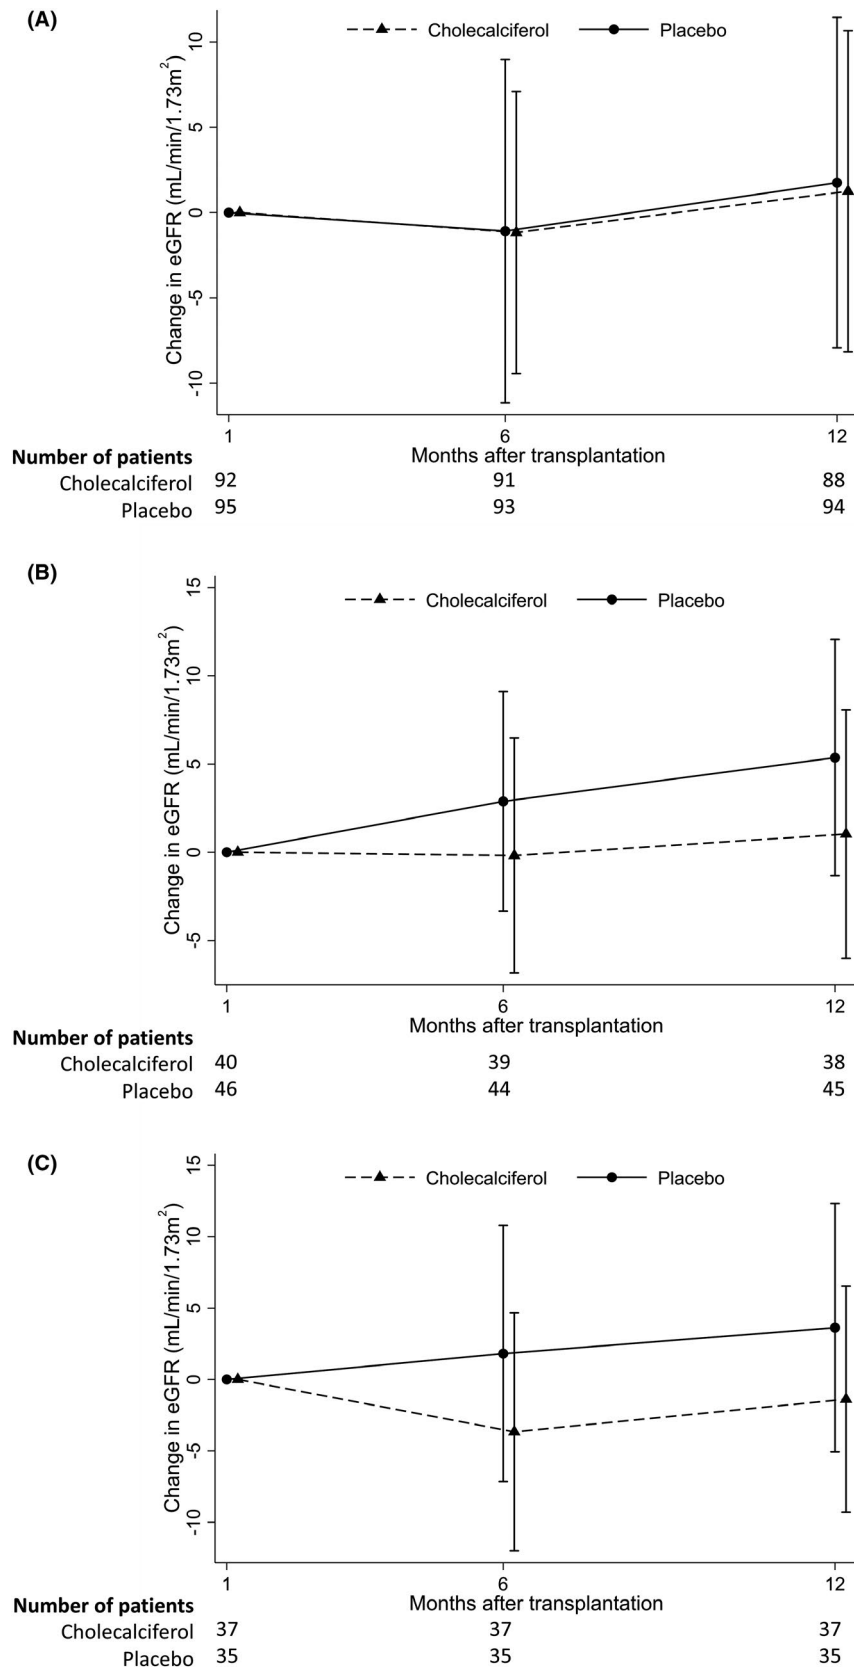 (A)
Cholecalciferol Placebo
Change in eGFR (mL/min/1.73m²)
10
5
0
-5
-10
1 6 12
Months after transplantation
Number of patients
Cholecalciferol 92 91 88
Placebo 95 93 94
(B)
Cholecalciferol Placebo
Change in eGFR (mL/min/1.73m²)
15
10
5
0
-5
1 6 12
Months after transplantation
Number of patients
Cholecalciferol 40 39 38
Placebo 46 44 45
(C)
Cholecalciferol Placebo
Change in eGFR (mL/min/1.73m²)
15
10
5
0
-5
-10
1 6 12
Months after transplantation
Number of patients
Cholecalciferol 37 37 37
Placebo 35 35 35